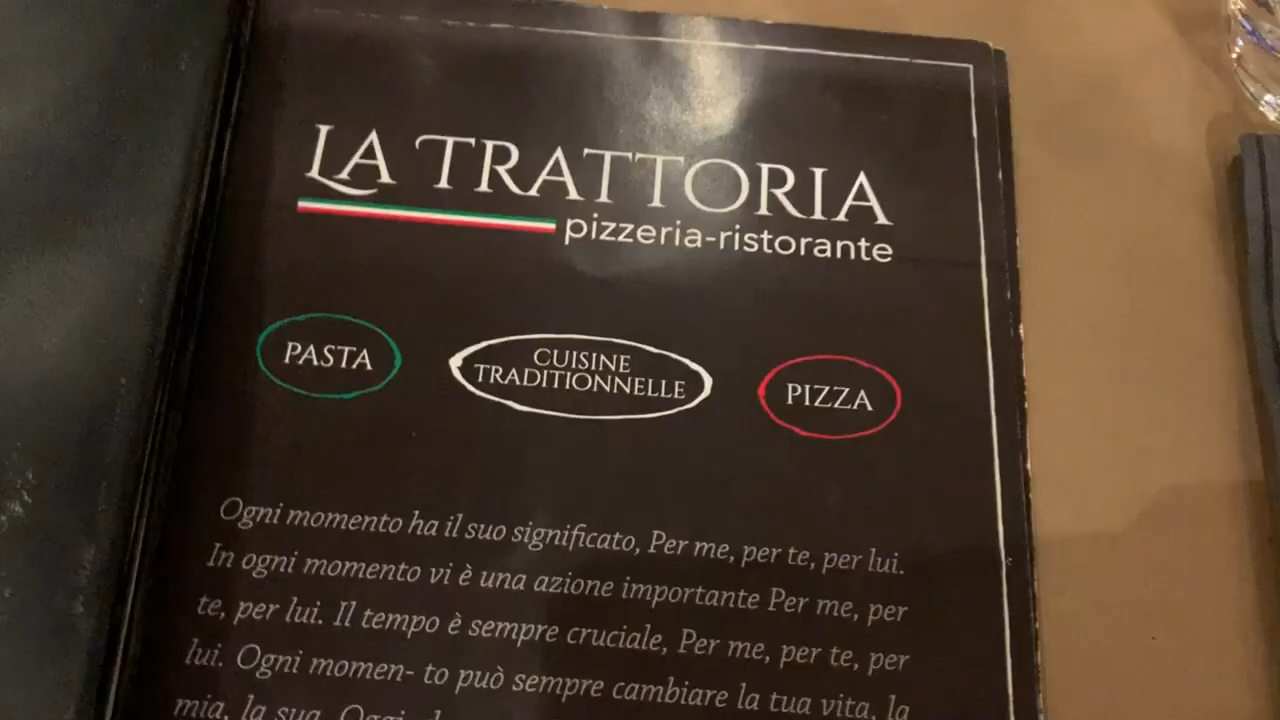 LA TRATTORIA
pizzeria-ristorante
PASTA
CUISINE
TRADITIONNELLE
PIZZA
Ogni momento ha il suo significato, Per me, per te, per lui.
In ogni momento vi è una azione importante Per me, per
te, per lui. Il tempo è sempre cruciale, Per me, per te, per
lui. Ogni momen- to può sempre cambiare la tua vita, la
mia, la sua.